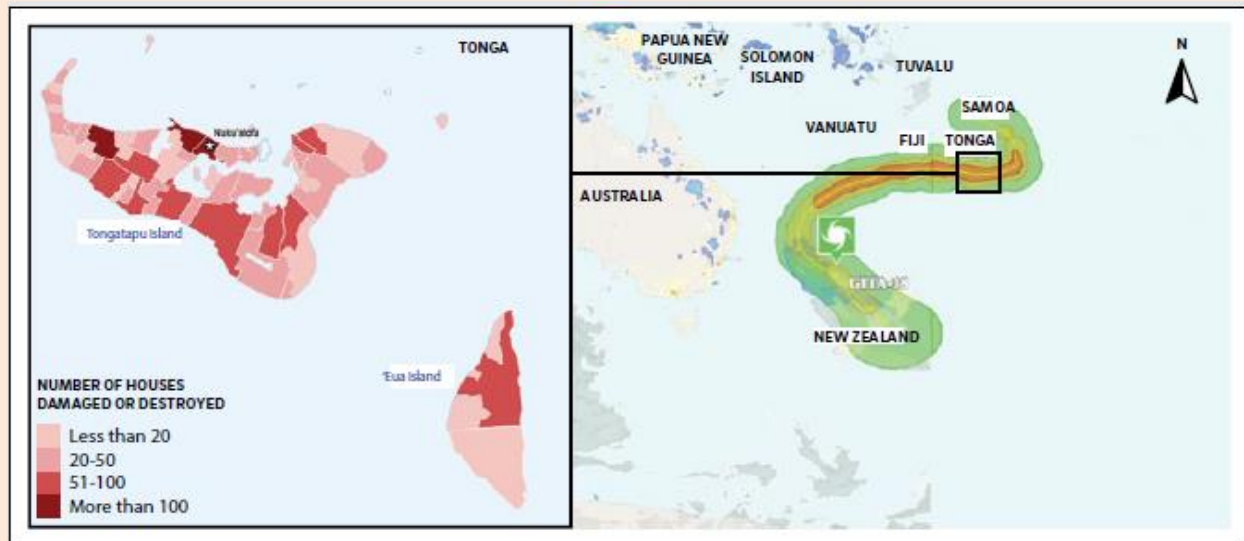 TONGA
Nuku'alofa
Tongatapu Island
'Eua Island
NUMBER OF HOUSES
DAMAGED OR DESTROYED
Less than 20
20-50
51-100
More than 100
PAPUA NEW
GUINEA
SOLOMON
ISLAND
TUVALU
N
SAMOA
VANUATU
FIJI
TONGA
AUSTRALIA
NEW ZEALAND